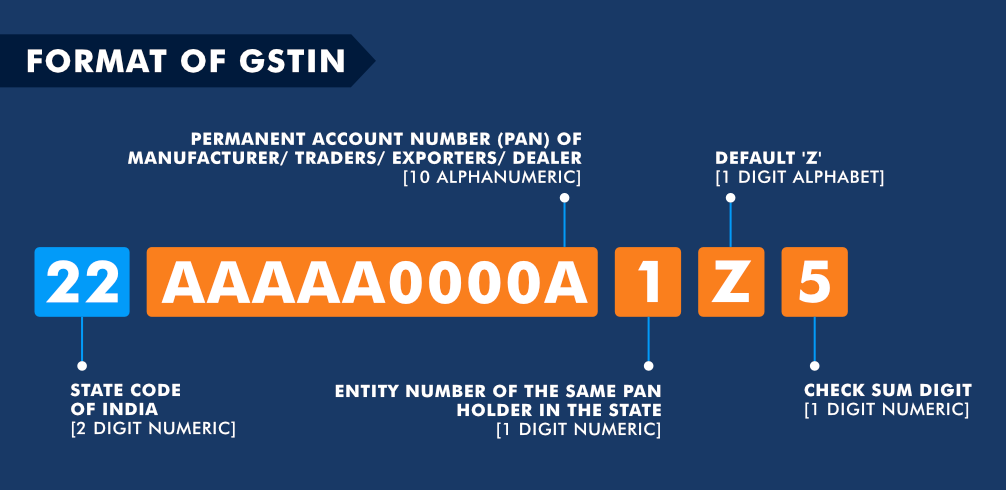 FORMAT OF GSTIN
PERMANENT ACCOUNT NUMBER (PAN) OF
MANUFACTURER/ TRADERS/ EXPORTERS/ DEALER
[10 ALPHANUMERIC]
DEFAULT 'Z'
[1 DIGIT ALPHABET]
22 AAAAA0000A 1 Z 5
STATE CODE
OF INDIA
[2 DIGIT NUMERIC]
ENTITY NUMBER OF THE SAME PAN
HOLDER IN THE STATE
[1 DIGIT NUMERIC]
CHECK SUM DIGIT
[1 DIGIT NUMERIC]